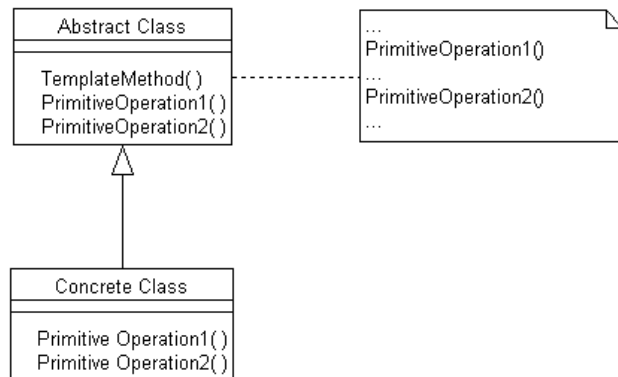 Abstract Class
TemplateMethod( )
PrimitiveOperation1( )
PrimitiveOperation2( )
...
PrimitiveOperation1()
...
PrimitiveOperation2()
...
Concrete Class
Primitive Operation1( )
Primitive Operation2( )